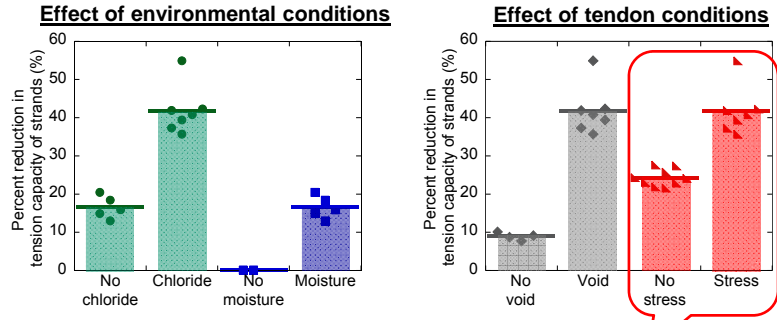 Effect of environmental conditions
Percent reduction in
tension capacity of strands (%)
60
50
40
30
20
10
0
No
chloride
Chloride
No
moisture
Moisture
Effect of tendon conditions
Percent reduction in
tension capacity of strands (%)
60
50
40
30
20
10
0
No
void
Void
No
stress
Stress